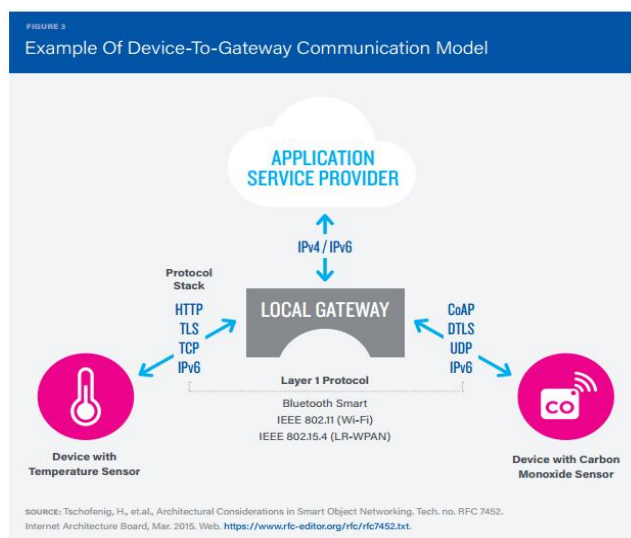 FIGURE 3
Example Of Device-To-Gateway Communication Model
APPLICATION
SERVICE PROVIDER
IPv4 / IPv6
Protocol
Stack
HTTP
TLS
TCP
IPv6
LOCAL GATEWAY
CoAP
DTLS
UDP
IPv6
Layer 1 Protocol
Bluetooth Smart
IEEE 802.11 (Wi-Fi)
IEEE 802.15.4 (LR-WPAN)
Device with
Temperature Sensor
CO
Device with Carbon
Monoxide Sensor
SOURCE: Tschofenig, H., et.al., Architectural Considerations in Smart Object Networking. Tech. no. RFC 7452.
Internet Architecture Board, Mar. 2015. Web. https://www.rfc-editor.org/rfc/rfc7452.txt.